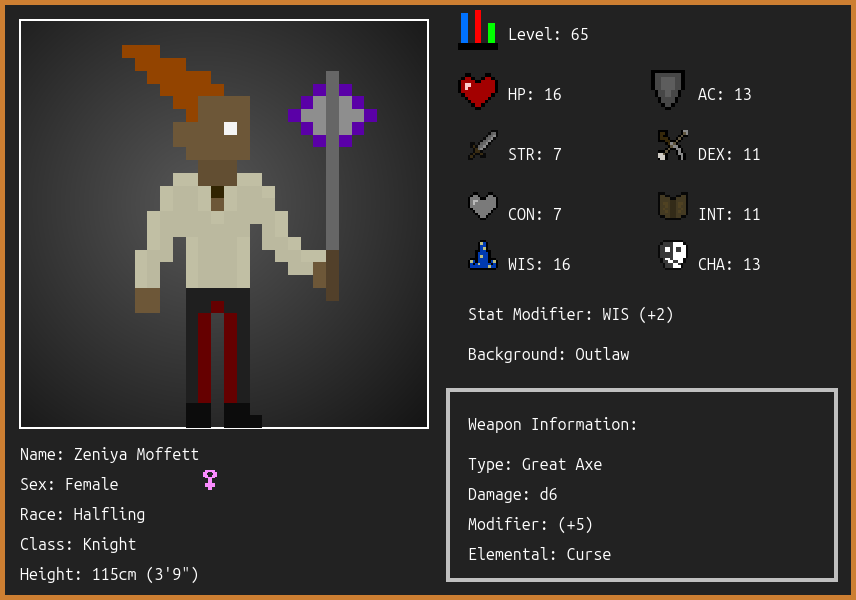 Level: 65
HP: 16
AC: 13
STR: 7
DEX: 11
CON: 7
INT: 11
WIS: 16
CHA: 13
Stat Modifier: WIS (+2)
Background: Outlaw
Weapon Information:
Type: Great Axe
Damage: d6
Modifier: (+5)
Elemental: Curse
Name: Zeniya Moffett
Sex: Female
Race: Halfling
Class: Knight
Height: 115cm (3'9")